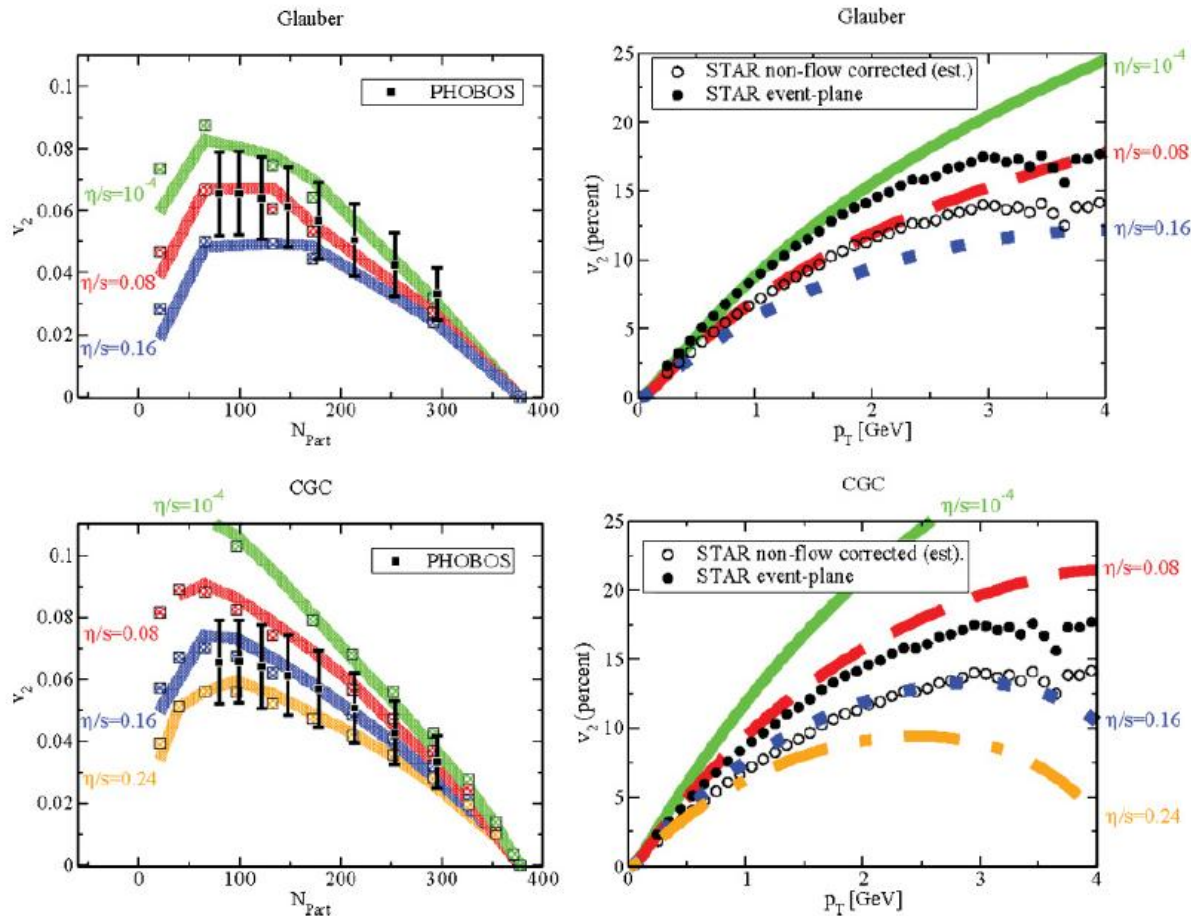 Glauber
0.1
0.08
0.06
0.04
0.02
0
v2
η/s=10-4
η/s=0.08
η/s=0.16
PHOBOS
0 100 200 300 400
NPart
Glauber
25
20
15
10
5
0
v2 (percent)
STAR non-flow corrected (est.)
STAR event-plane
η/s=10-4
η/s=0.08
η/s=0.16
0 1 2 3 4
pT [GeV]
CGC
η/s=10-4
0.1
0.08
0.06
0.04
0.02
0
v2
η/s=0.08
η/s=0.16
η/s=0.24
PHOBOS
0 100 200 300 400
NPart
CGC
25
20
15
10
5
0
v2 (percent)
STAR non-flow corrected (est).
STAR event-plane
η/s=10-4
η/s=0.08
η/s=0.16
η/s=0.24
0 1 2 3 4
pT [GeV]